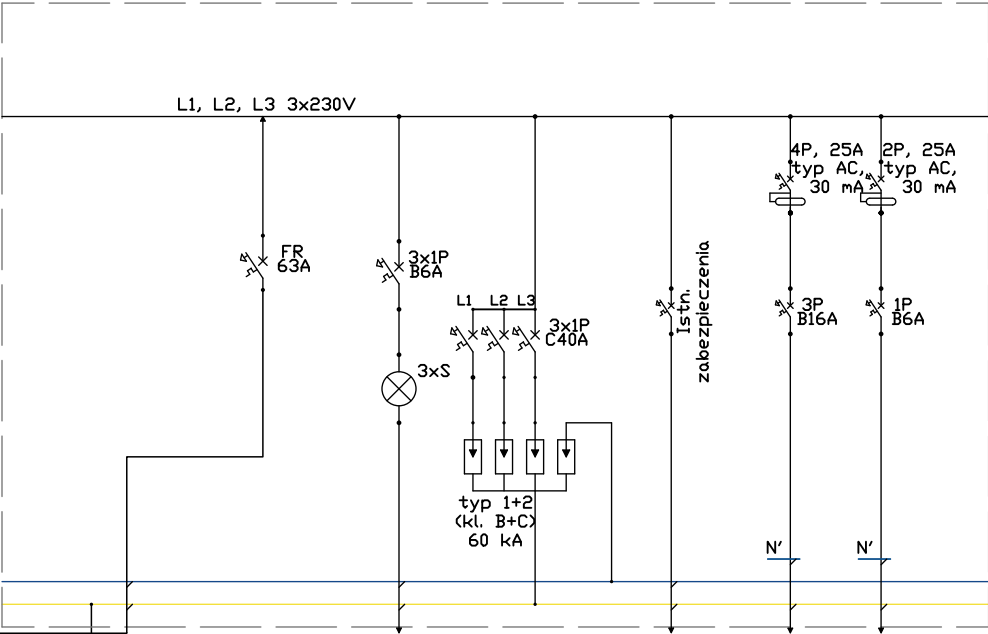 L1, L2, L3 3x230V
4P, 25A
typ AC,
30 mA
2P, 25A
typ AC,
30 mA
FR
63A
3x1P
B6A
Istn.
zabezpieczenia
L1
L2
L3
3x1P
C40A
3P
B16A
1P
B6A
3xS
typ 1+2
(kl. B+C)
60 kA
N'
N'